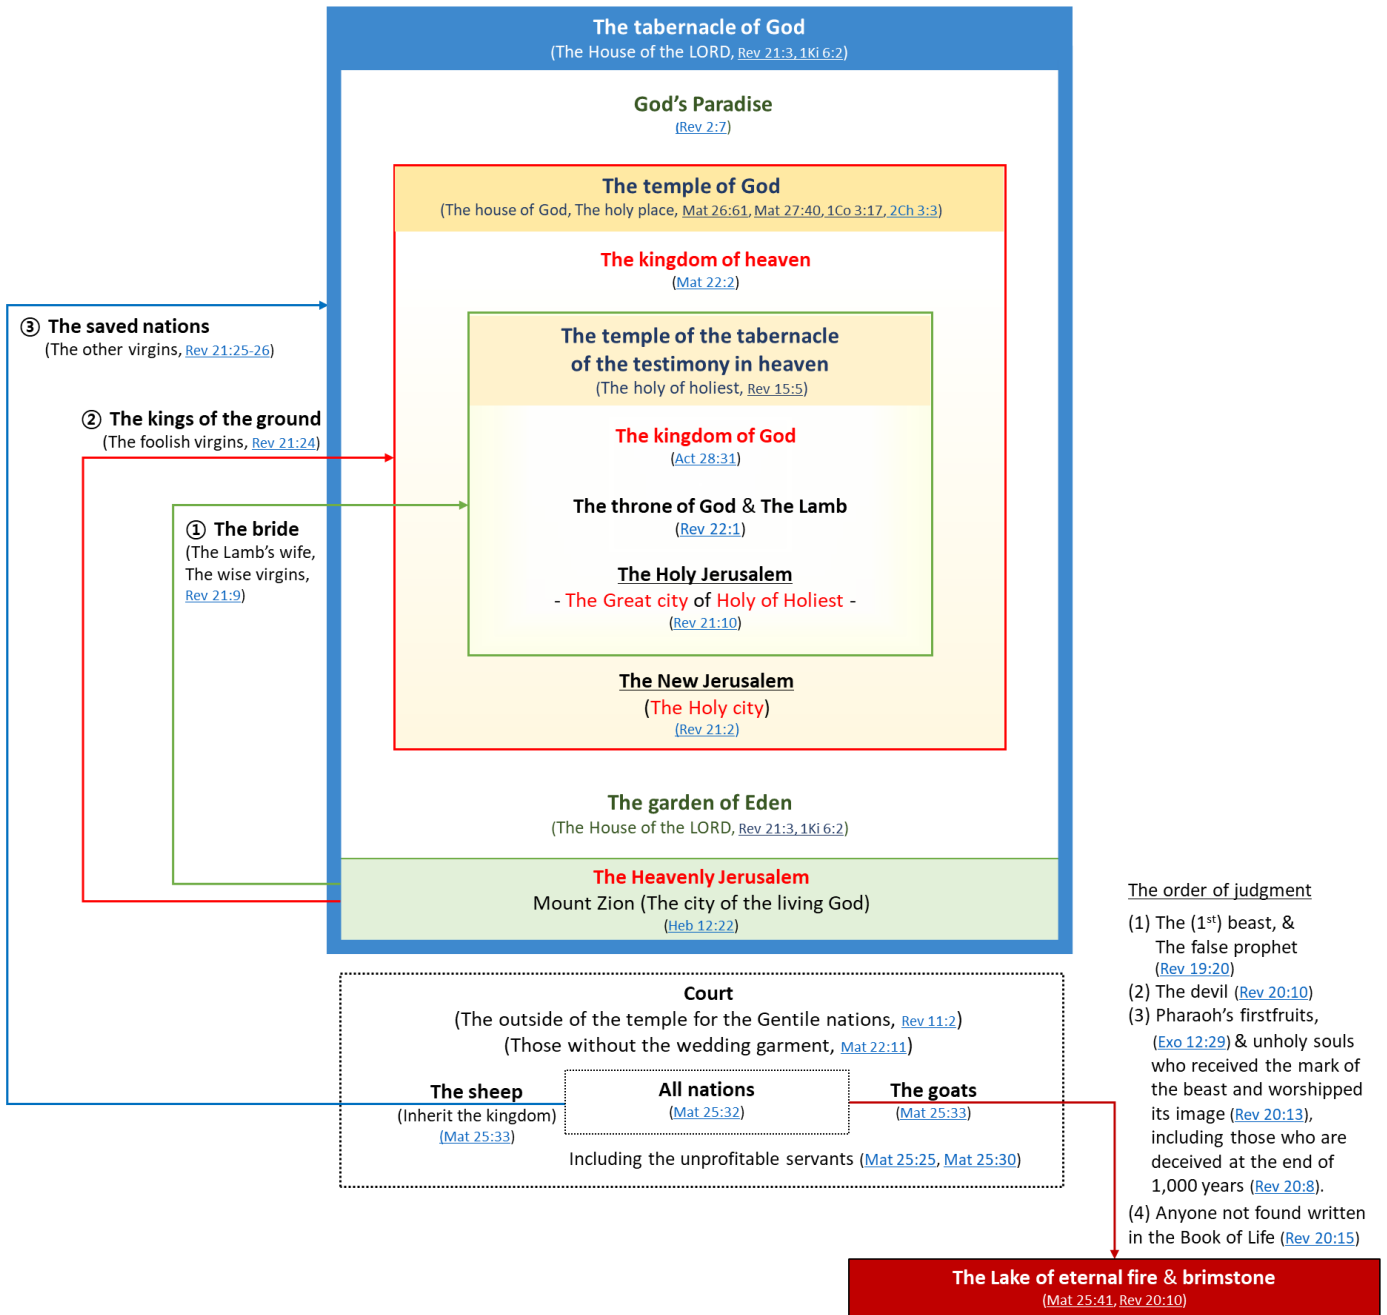 The tabernacle of God
(The House of the LORD, Rev 21:3, 1Ki 6:2)
God's Paradise
(Rev 2:7)
The temple of God
(The house of God, The holy place, Mat 26:61, Mat 27:40, 1Co 3:17, 2Ch 3:3)
The kingdom of heaven
(Mat 22:2)
The temple of the tabernacle
of the testimony in heaven
(The holy of holiest, Rev 15:5)
The kingdom of God
(Act 28:31)
The throne of God & The Lamb
(Rev 22:1)
The Holy Jerusalem
- The Great city of Holy of Holiest -
(Rev 21:10)
The New Jerusalem
(The Holy city)
(Rev 21:2)
The garden of Eden
(The House of the LORD, Rev 21:3, 1Ki 6:2)
The Heavenly Jerusalem
Mount Zion (The city of the living God)
(Heb 12:22)
③ The saved nations
(The other virgins, Rev 21:25-26)
② The kings of the ground
(The foolish virgins, Rev 21:24)
① The bride
(The Lamb's wife,
The wise virgins,
Rev 21:9)
Court
(The outside of the temple for the Gentile nations, Rev 11:2)
(Those without the wedding garment, Mat 22:11)
The sheep
(Inherit the kingdom)
(Mat 25:33)
All nations
(Mat 25:32)
The goats
(Mat 25:33)
Including the unprofitable servants (Mat 25:25, Mat 25:30)
The order of judgment
(1) The (1st) beast, &
The false prophet
(Rev 19:20)
(2) The devil (Rev 20:10)
(3) Pharaoh's firstfruits,
(Exo 12:29) & unholy souls
who received the mark of
the beast and worshipped
its image (Rev 20:13),
including those who are
deceived at the end of
1,000 years (Rev 20:8).
(4) Anyone not found written
in the Book of Life (Rev 20:15)
The Lake of eternal fire & brimstone
(Mat 25:41, Rev 20:10)